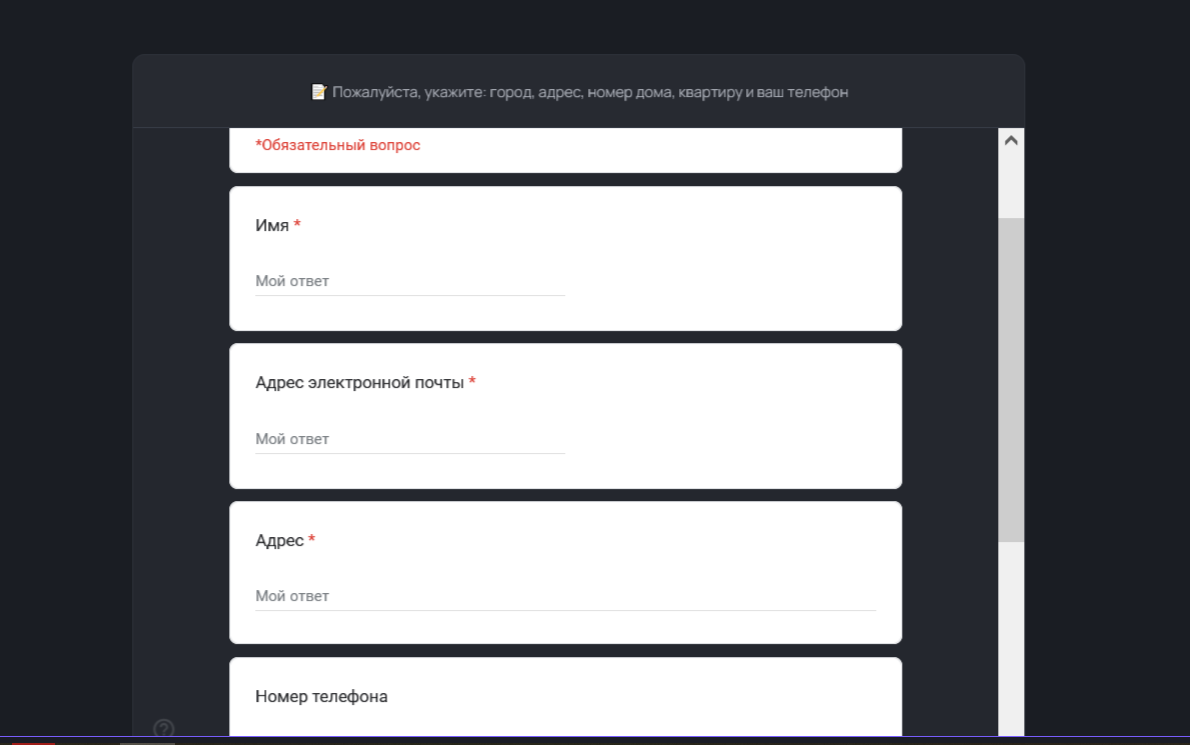 📝 Пожалуйста, укажите: город, адрес, номер дома, квартиру и ваш телефон
*Обязательный вопрос
Имя *
Мой ответ
Адрес электронной почты *
Мой ответ
Адрес *
Мой ответ
Номер телефона
?